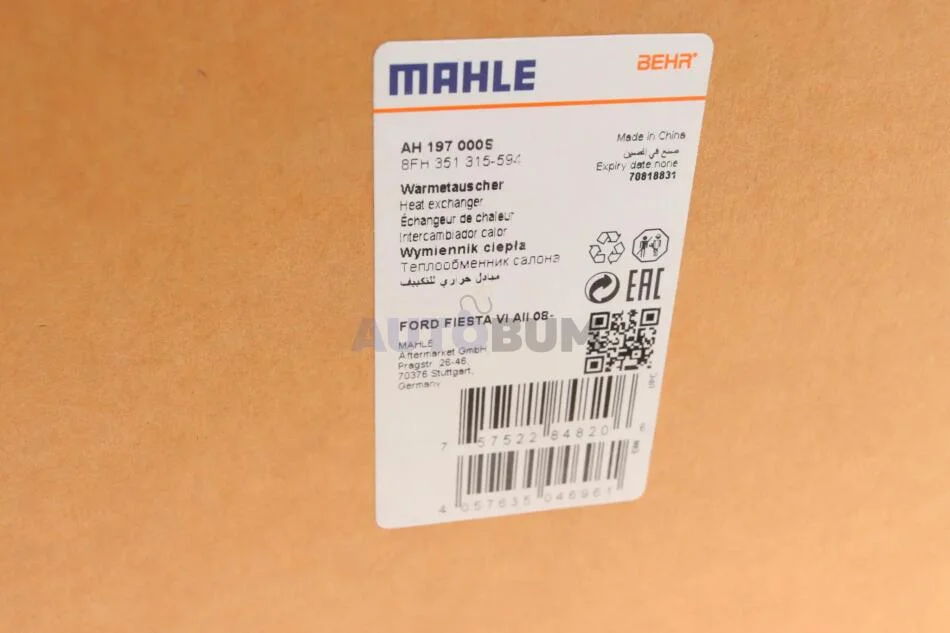 MAHLE
BEHR®
AH 197 000S
8FH 351 315-594
Made in China
صنع في الصين
Expiry date:none
70818831
Wärmetauscher
Heat exchanger
Échangeur de chaleur
Intercambiador calor
Wymiennik ciepła
Теплообменник салона
مبادل حراري للتكييف
EAC
FORD FIESTA VI All 08-
AUTOBUM
MAHLE
Aftermarket GmbH
Pragstr. 26-46,
70376 Stuttgart,
Germany
7 57522 84820 6
4 057635 046961